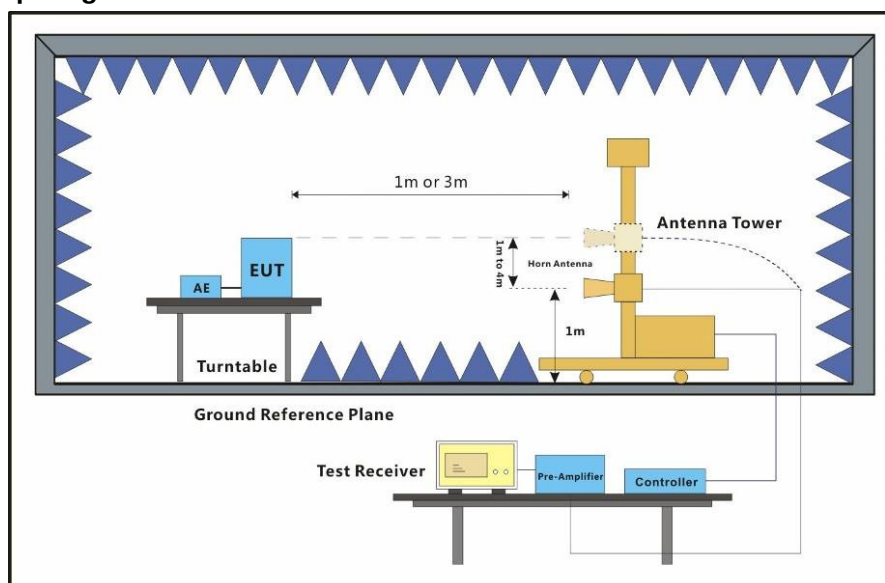 1m or 3m
Antenna Tower
1m to 4m
Horn Antenna
EUT
AE
1m
Turntable
Ground Reference Plane
Test Receiver
Pre-Amplifier
Controller